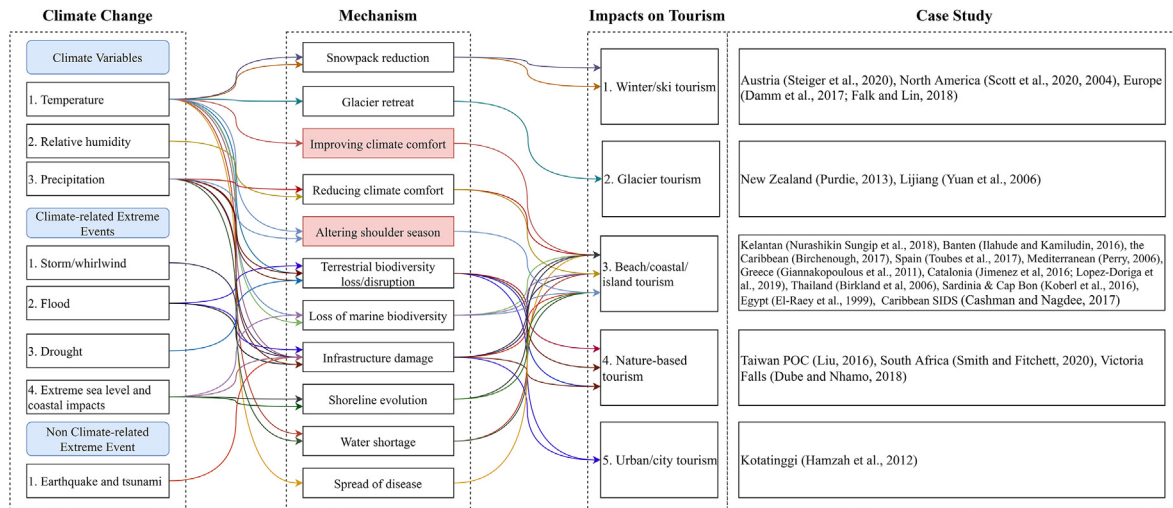 Climate Change
Mechanism
Impacts on Tourism
Case Study
Climate Variables
1. Temperature
2. Relative humidity
3. Precipitation
Climate-related Extreme
Events
1. Storm/whirlwind
2. Flood
3. Drought
4. Extreme sea level and
coastal impacts
Non Climate-related
Extreme Event
1. Earthquake and tsunami
Snowpack reduction
Glacier retreat
Improving climate comfort
Reducing climate comfort
Altering shoulder season
Terrestrial biodiversity
loss/disruption
Loss of marine biodiversity
Infrastructure damage
Shoreline evolution
Water shortage
Spread of disease
1. Winter/ski tourism
2. Glacier tourism
3. Beach/coastal/
island tourism
4. Nature-based
tourism
5. Urban/city tourism
Austria (Steiger et al., 2020), North America (Scott et al., 2020, 2004), Europe
(Damm et al., 2017; Falk and Lin, 2018)
New Zealand (Purdie, 2013), Lijiang (Yuan et al., 2006)
Kelantan (Nurashikin Sungip et al., 2018), Banten (Ilahude and Kamiludin, 2016), the
Caribbean (Birchenough, 2017), Spain (Toubes et al., 2017), Mediterranean (Perry, 2006),
Greece (Giannakopoulous et al., 2011), Catalonia (Jimenez et al, 2016; Lopez-Doriga et
al., 2019), Thailand (Birkland et al, 2006), Sardinia & Cap Bon (Koberl et al., 2016),
Egypt (El-Raey et al., 1999), Caribbean SIDS (Cashman and Nagdee, 2017)
Taiwan POC (Liu, 2016), South Africa (Smith and Fitchett, 2020), Victoria
Falls (Dube and Nhamo, 2018)
Kotatinggi (Hamzah et al., 2012)